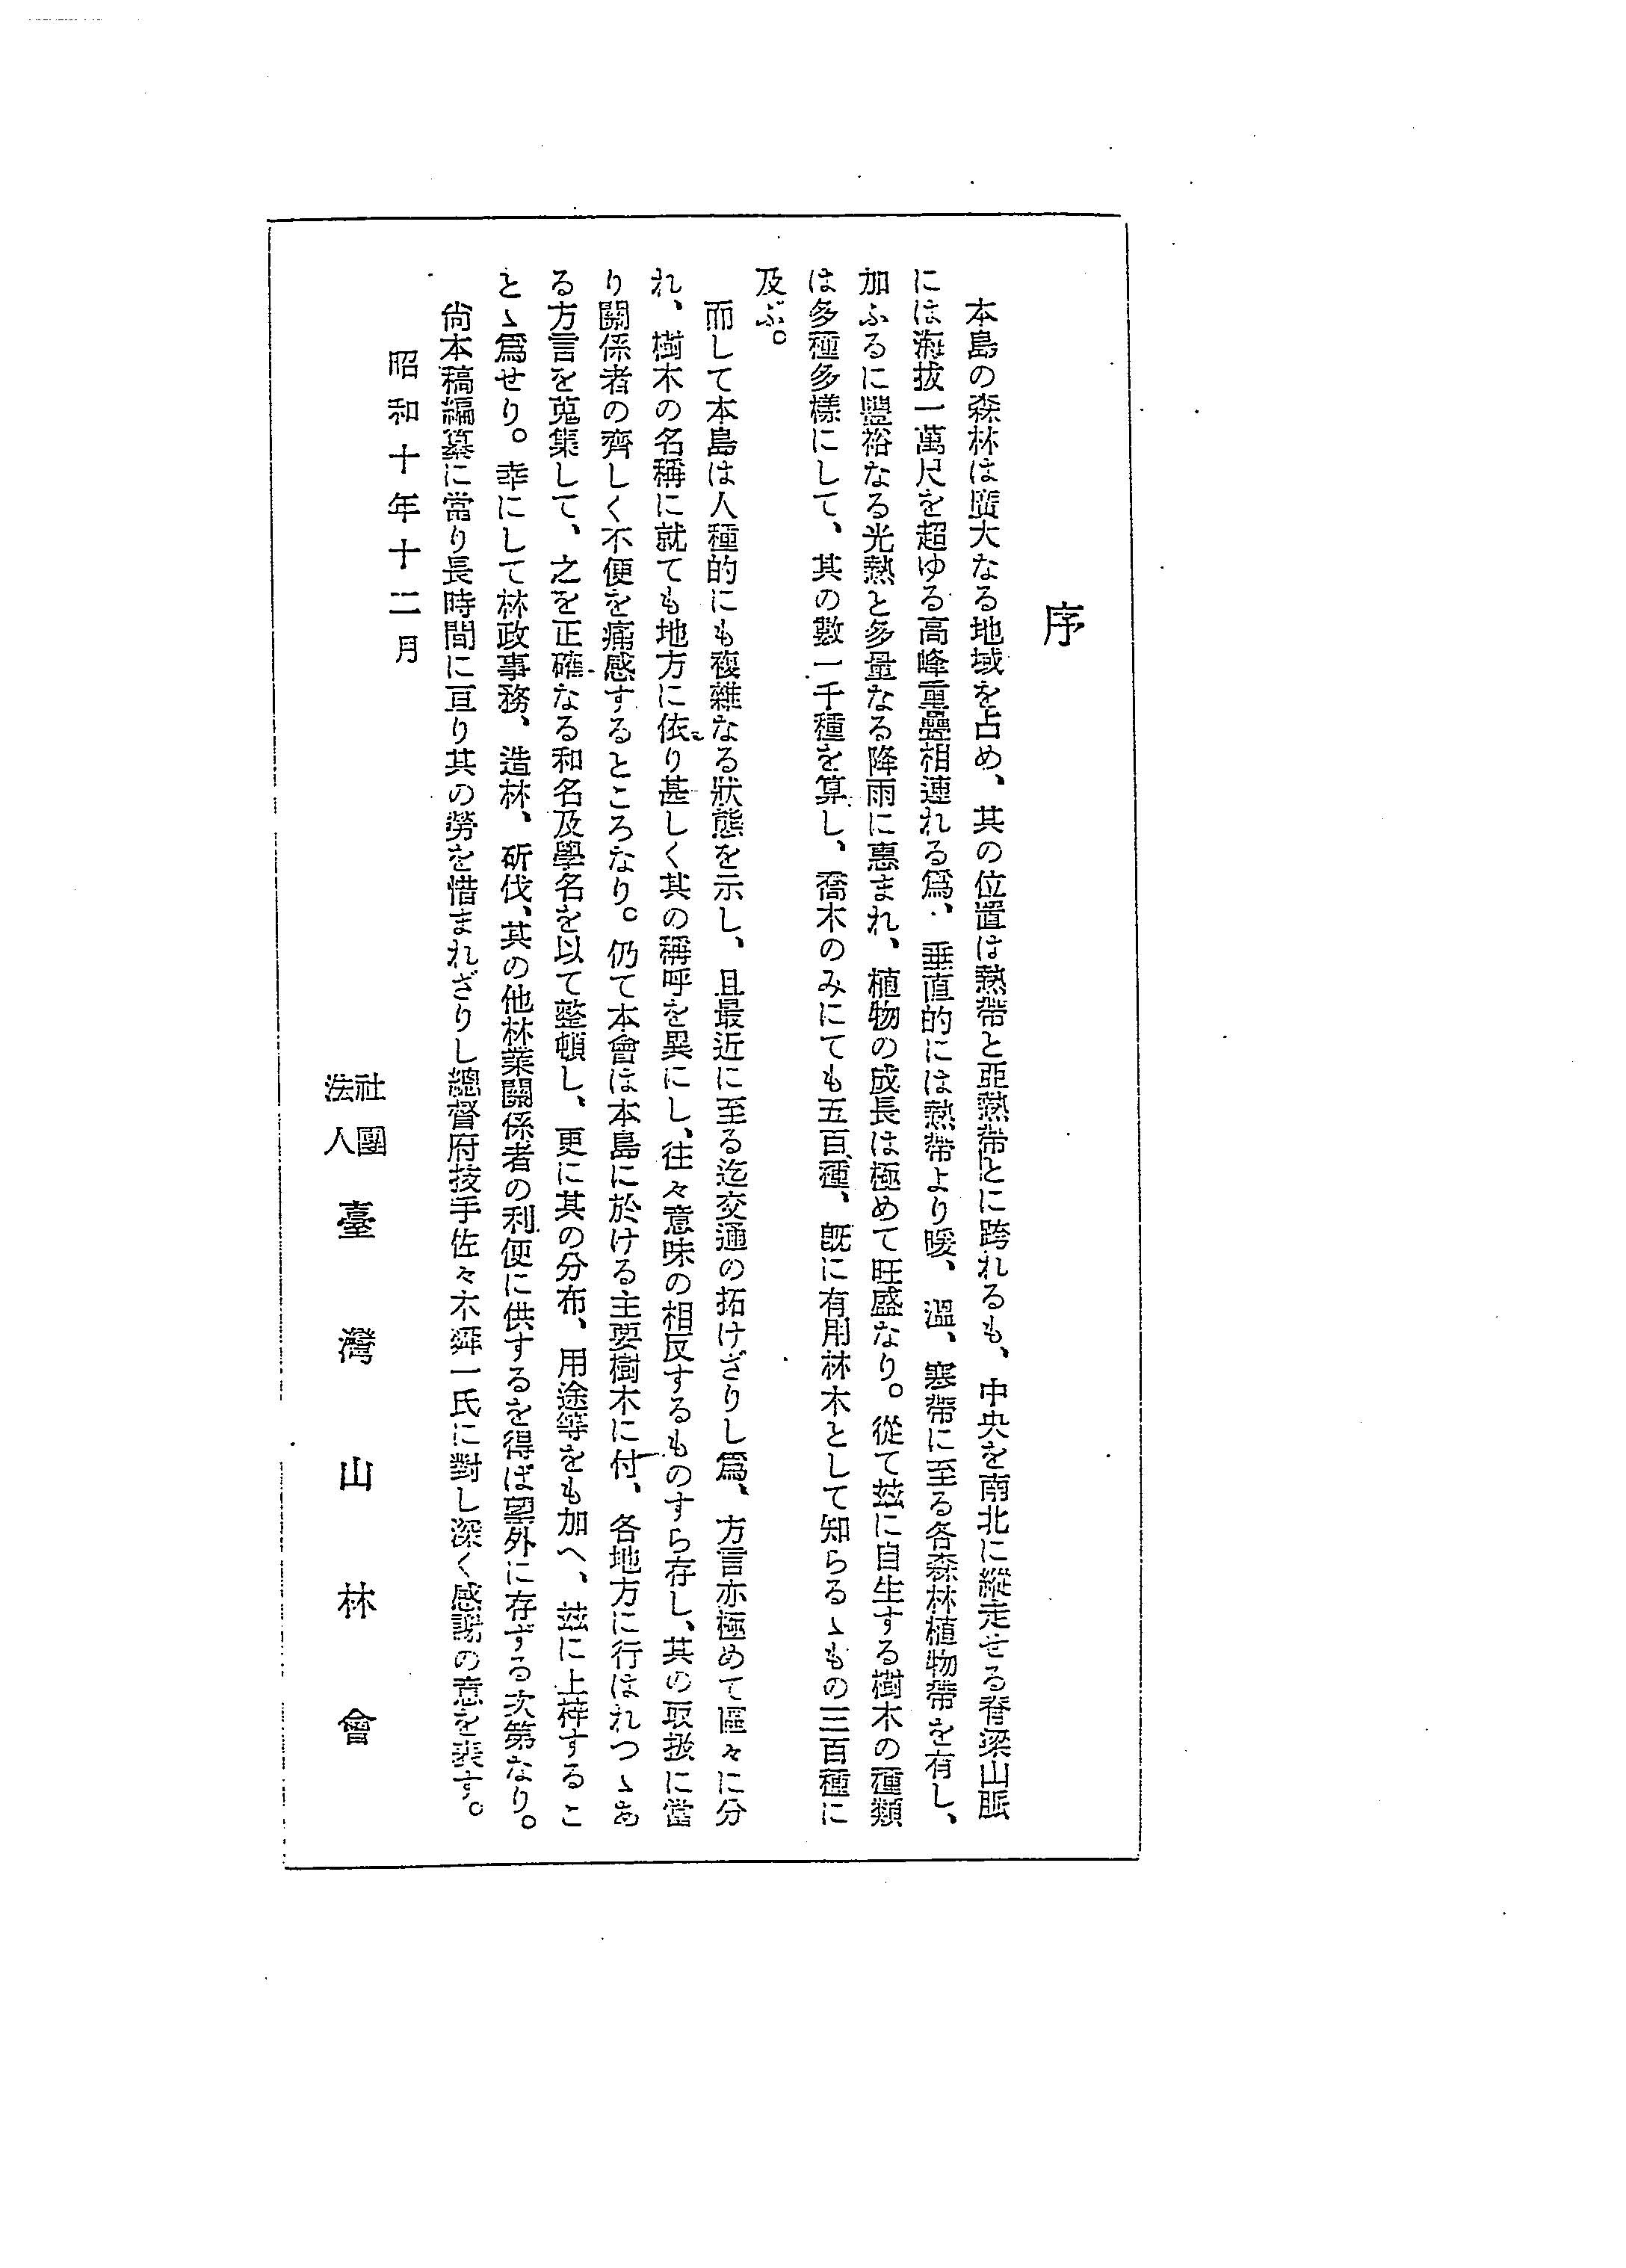 序
本島の森林は廣大なる地域を占め、其の位置は熱帶と亞熱帶とに跨れるも、中央を南北に縱走せる脊梁山脈
には海拔一萬尺を超ゆる高峰重疊相連れる爲、垂直的には熱帶より暖、溫、寒帶に至る各森林植物帶を有し、
加ふるに豐裕なる光熱と多量なる降雨に惠まれ、植物の成長は極めて旺盛なり。從て玆に自生する樹木の種類
は多種多樣にして、其の數一千種を算し、喬木のみにても五百種、既に有用林木として知らるゝもの三百種に
及ぶ。
而して本島は人種的にも複雜なる狀態を示し、且最近に至る迄交通の拓けざりし爲、方言亦極めて區々に分
れ、樹木の名稱に就ても地方に依り甚しく其の稱呼を異にし、往々意味の相反するものすら存し、其の取扱に當
り關係者の齊しく不便を痛感するところなり。仍て本會は本島に於ける主要樹木に付、各地方に行はれつゝあ
る方言を蒐集して、之を正確なる和名及學名を以て整頓し、更に其の分布、用途等をも加へ、玆に上梓するこ
とゝ爲せり。幸にして林政事務、造林、斫伐、其の他林業關係者の利便に供するを得ば望外に存ずる次第なり。
尙本稿編纂に當り長時間に亘り其の勞を惜まれざりし總督府技手佐々木舜一氏に對し深く感謝の意を表す。
昭和十年十二月
社團法人 臺灣山林會